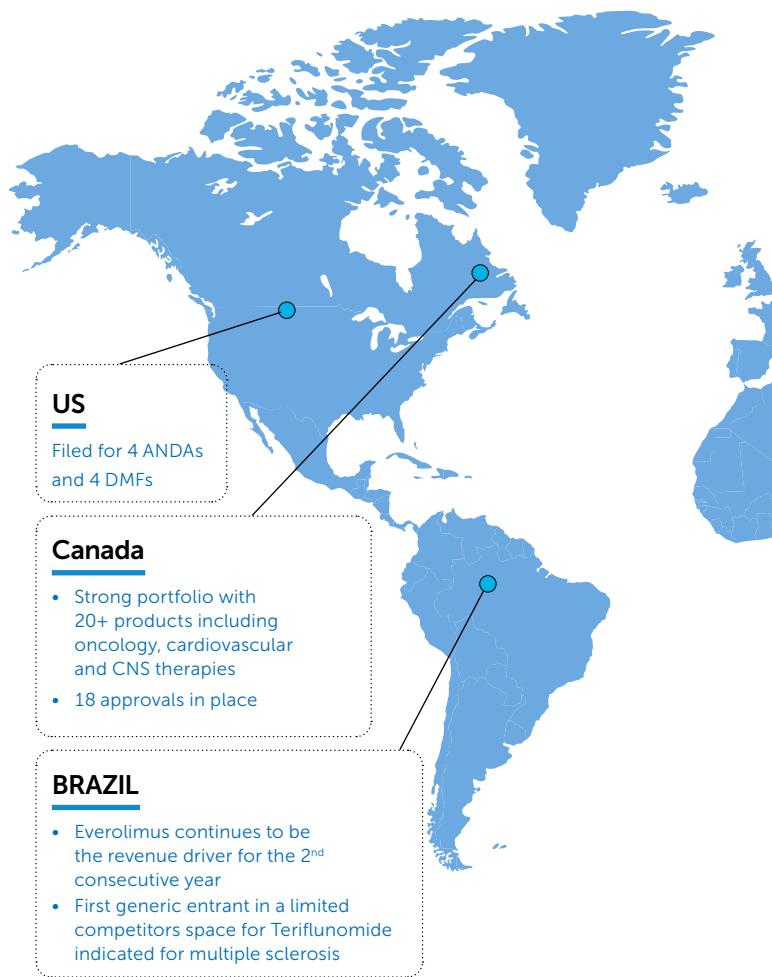 US
Filed for 4 ANDAs
and 4 DMFs
Canada
• Strong portfolio with
20+ products including
oncology, cardiovascular
and CNS therapies
• 18 approvals in place
BRAZIL
• Everolimus continues to be
the revenue driver for the 2nd
consecutive year
• First generic entrant in a limited
competitors space for Teriflunomide
indicated for multiple sclerosis